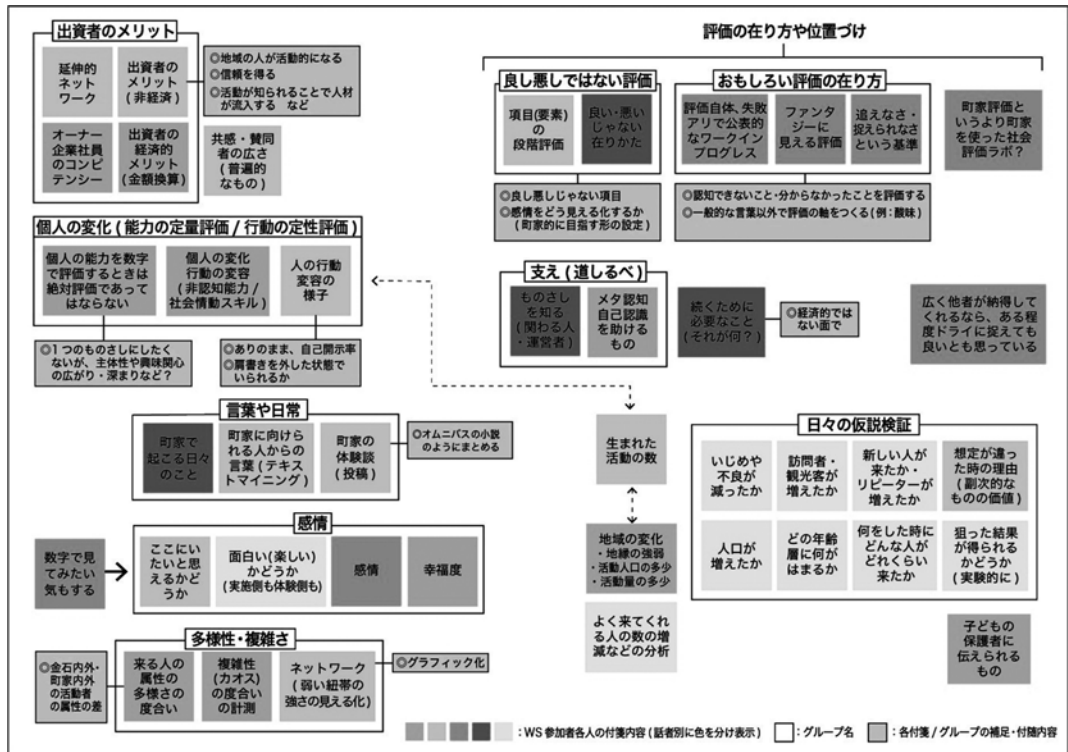 出資者のメリット
延伸的
ネット
ワーク
出資者の
メリット
(非経済)
◎地域の人が活動的になる
◎信頼を得る
◎活動が知られることで人材
が流入する など
オーナー
企業社員
のコンピ
テンシー
出資者の
経済的
メリット
(金額換算)
共感・賛同
者の広さ
(普遍的
なもの)
評価の在り方や位置づけ
良し悪しではない評価
項目(要素)
の
段階評価
良い・悪い
じゃない
在りかた
◎良し悪しじゃない項目
◎感情をどう見える化するか
(町家的に目指す形の設定)
おもしろい評価の在り方
評価自体、失敗
アリで公表的
なワークイン
プログレス
ファンタ
ジーに
見える評価
追えなさ・
捉えられなさ
という基準
◎認知できないこと・分からなかったことを評価する
◎一般的な言葉以外で評価の軸をつくる(例：酸味)
町家評価と
いうより町家
を使った社会
評価ラボ？
個人の変化(能力の定量評価/行動の定性評価)
個人の能力を数字
で評価するときは
絶対評価であって
はならない
個人の変化
行動の変容
(非認知能力/
社会情動スキル)
人の行動
変容の
様子
◎1つのものさしにしたく
ないが、主体性や興味関心
の広がり・深まりなど？
◎ありのまま、自己開示率
◎肩書きを外した状態で
いられるか
支え(道しるべ)
ものさし
を知る
(関わる人
・運営者)
メタ認知
自己認識
を助ける
もの
続くために
必要なこと
(それが何？)
◎経済的では
ない面で
広く他者が納得して
くれるなら、ある程
度ドライに捉えても
良いとも思っている
言葉や日常
町家で
起こる日々
のこと
町家に向けら
れる人からの
言葉(テキス
トマイニング)
町家の
体験談
(投稿)
◎オムニバスの小説
のようにまとめる
生まれた
活動の数
地域の変化
・地縁の強弱
・活動人口の多少
・活動量の多少
よく来てくれ
る人の数の増
減などの分析
日々の仮説検証
いじめや
不良が
減ったか
訪問者・
観光客が
増えたか
新しい人が
来たか・
リピーターが
増えたか
想定が違っ
た時の理由
(副次的な
ものの価値)
人口が
増えたか
どの年齢
層に何が
はまるか
何をした時に
どんな人が
どれくらい
来たか
狙った結果
が得られる
かどうか
(実験的に)
数字で見
てみたい
気もする
感情
ここにい
たいと思
えるかど
うか
面白い(楽しい)
かどうか
(実施側も体験側も)
感情
幸福度
多様性・複雑さ
◎金石内外・
町家内外
の活動者
の属性の差
来る人の
属性の
多様さの
度合い
複雑性
(カオス)
の度合い
の計測
ネットワーク
(弱い紐帯の
強さの見える化)
◎グラフィック化
子どもの
保護者に
伝えられる
もの
：WS参加者各人の付箋内容(話者別に色を分け表示)
：グループ名
：各付箋/グループの補足・付随内容